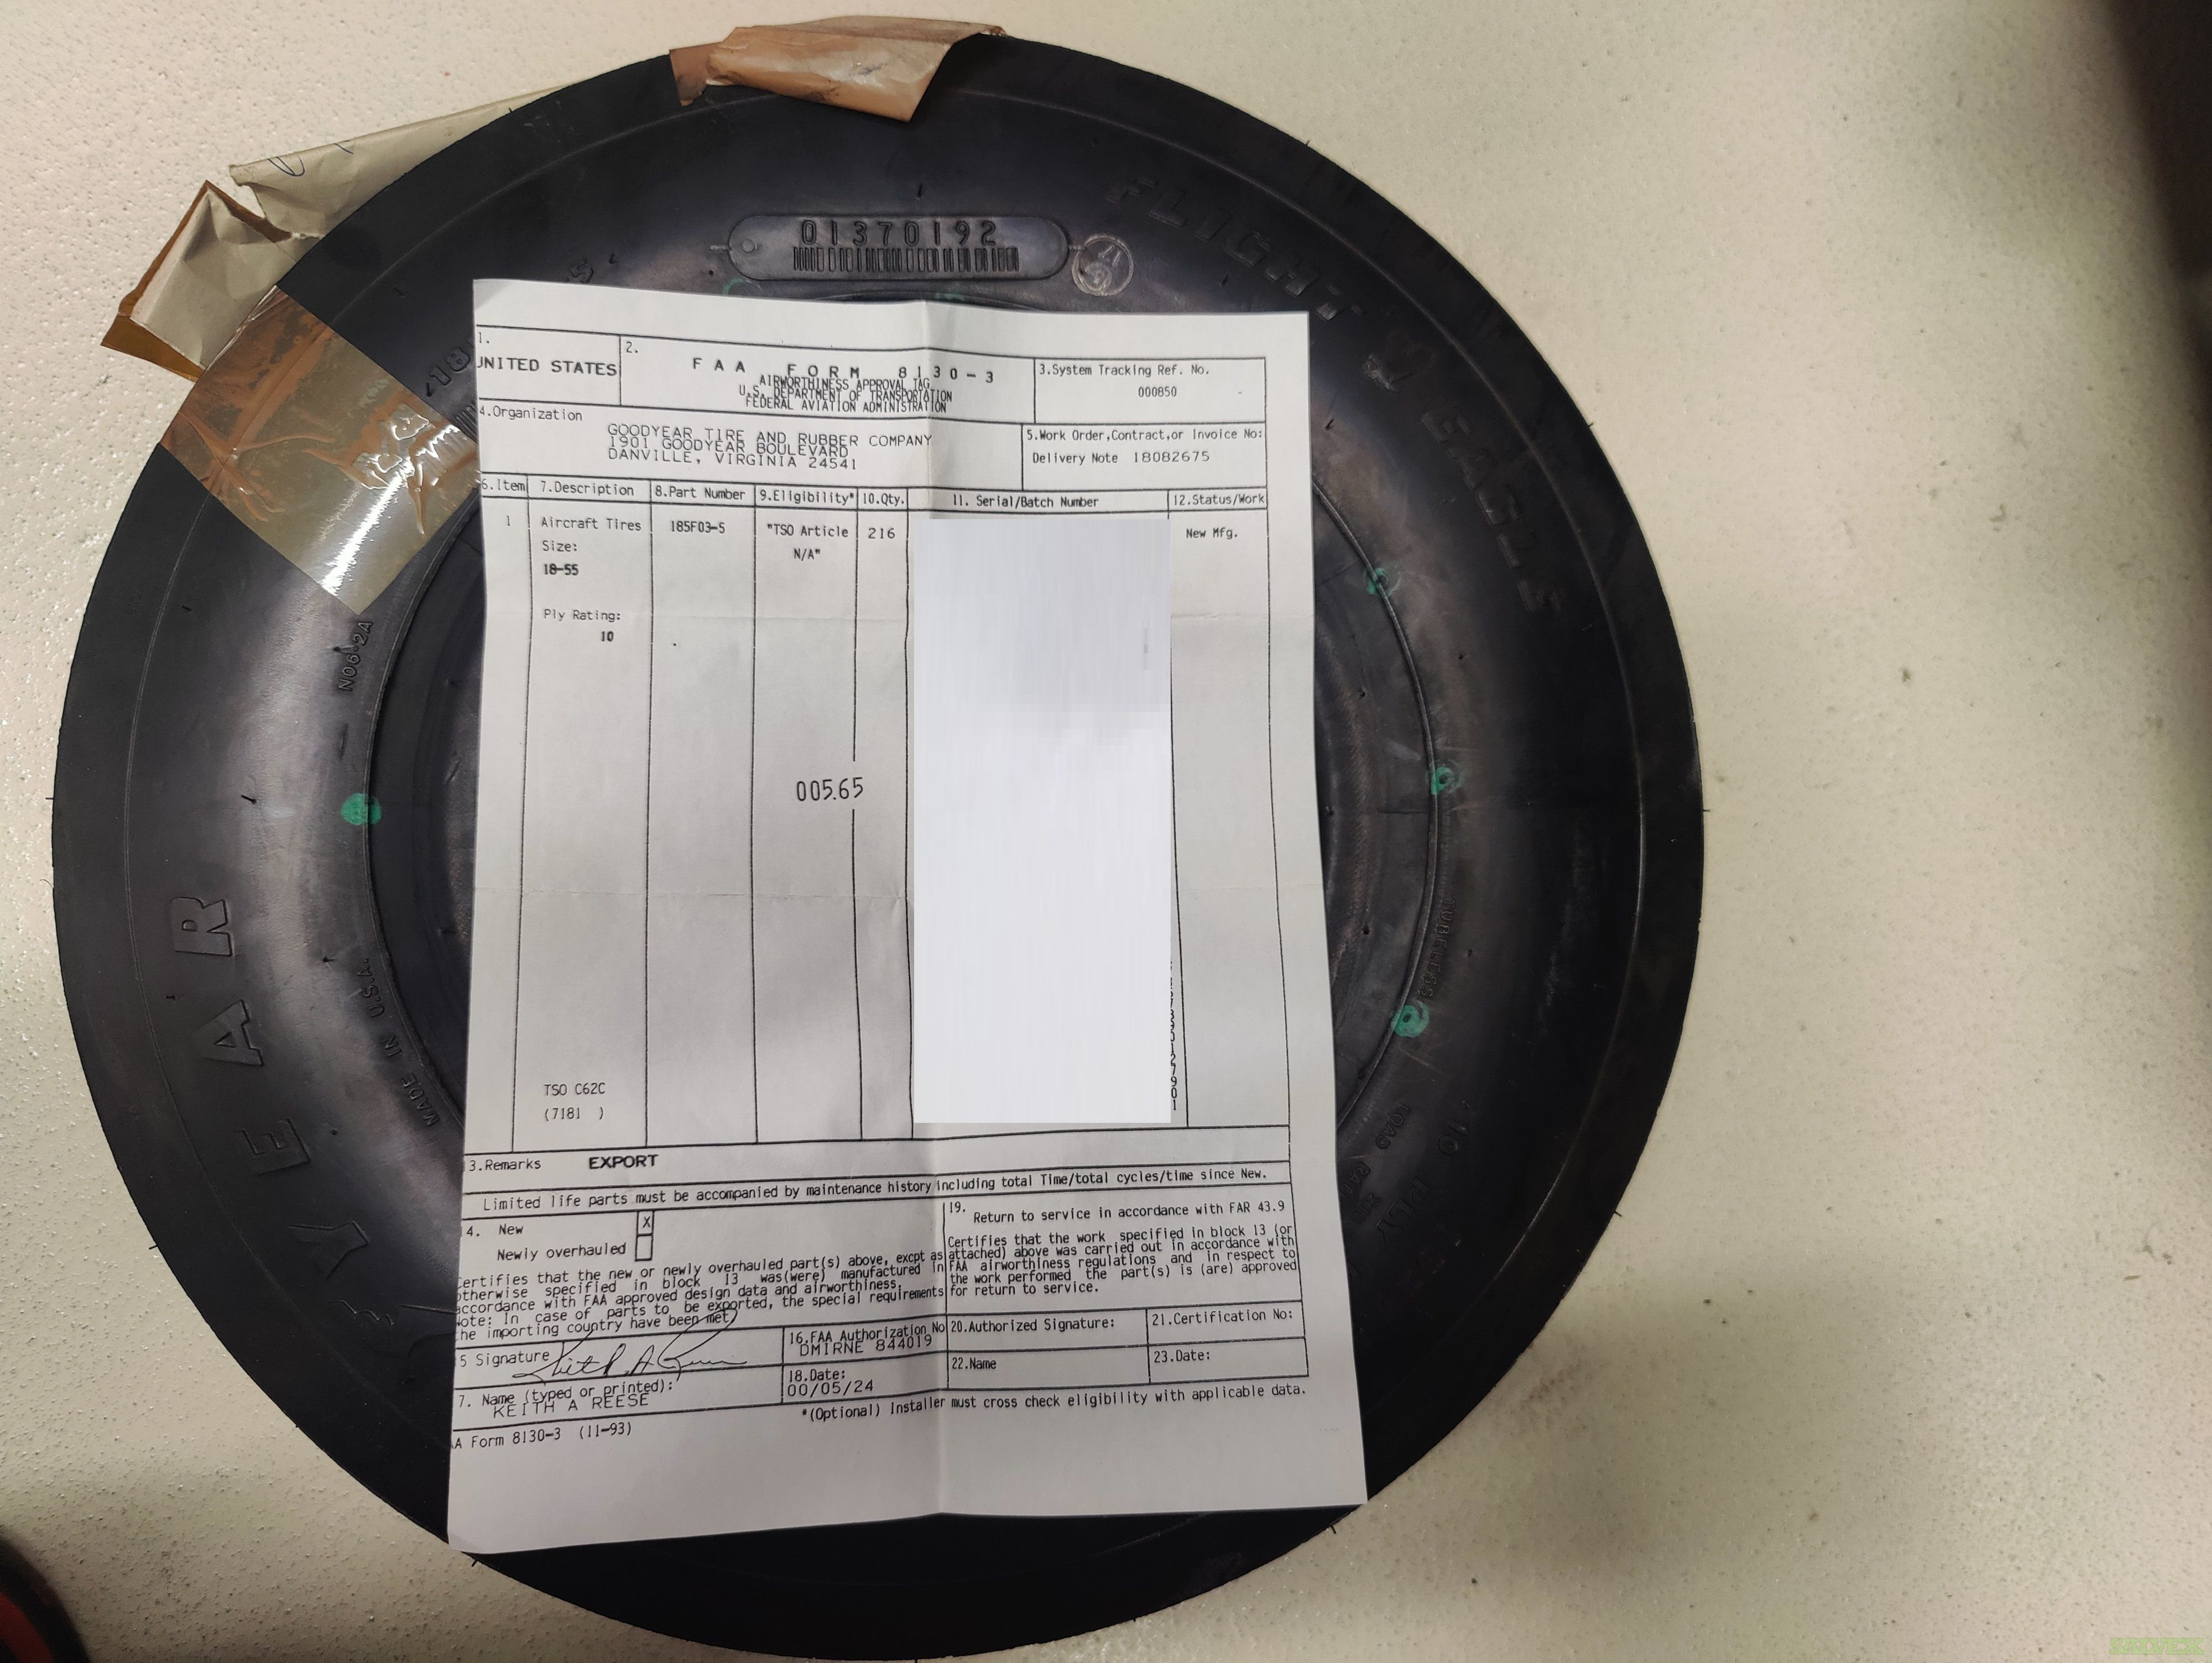 01370192
FLIGHT EAGLE
1.
UNITED STATES
2.
FAA FORM 8130-3
AIRWORTHINESS APPROVAL TAG
U.S. DEPARTMENT OF TRANSPORTATION
FEDERAL AVIATION ADMINISTRATION
3.System Tracking Ref. No.
000850
4.Organization
GOODYEAR TIRE AND RUBBER COMPANY
1901 GOODYEAR BOULEVARD
DANVILLE, VIRGINIA 24541
5.Work Order,Contract,or Invoice No:
Delivery Note 18082675
6.Item 7.Description 8.Part Number 9.Eligibility* 10.Qty. 11. Serial/Batch Number 12.Status/Work
1 Aircraft Tires 185F03-5 "TSO Article 216 New Mfg.
Size: N/A"
18-55
Ply Rating:
10
005.65
TSO C62C
(7181 )
3.Remarks EXPORT
Limited life parts must be accompanied by maintenance history including total Time/total cycles/time since New.
4. New X
Newly overhauled
ertifies that the new or newly overhauled part(s) above, excpt as
otherwise specified in block 13 was(were) manufactured in
accordance with FAA approved design data and airworthiness.
Note: In case of parts to be exported, the special requirements
he importing country have been met
19.
Return to service in accordance with FAR 43.9
Certifies that the work specified in block 13 (or
attached) above was carried out in accordance with
FAA airworthiness regulations and in respect to
the work performed the part(s) is (are) approved
for return to service.
5 Signature
16.FAA Authorization No
DMIRNE 844019
20.Authorized Signature:
21.Certification No:
7. Name (typed or printed):
KEITH A REESE
18.Date:
00/05/24
22.Name
23.Date:
*(Optional) Installer must cross check eligibility with applicable data.
A Form 8130-3 (11-93)
N06-2A
MADE IN U.S.A.
YEAR
TUBELESS
SALVEX